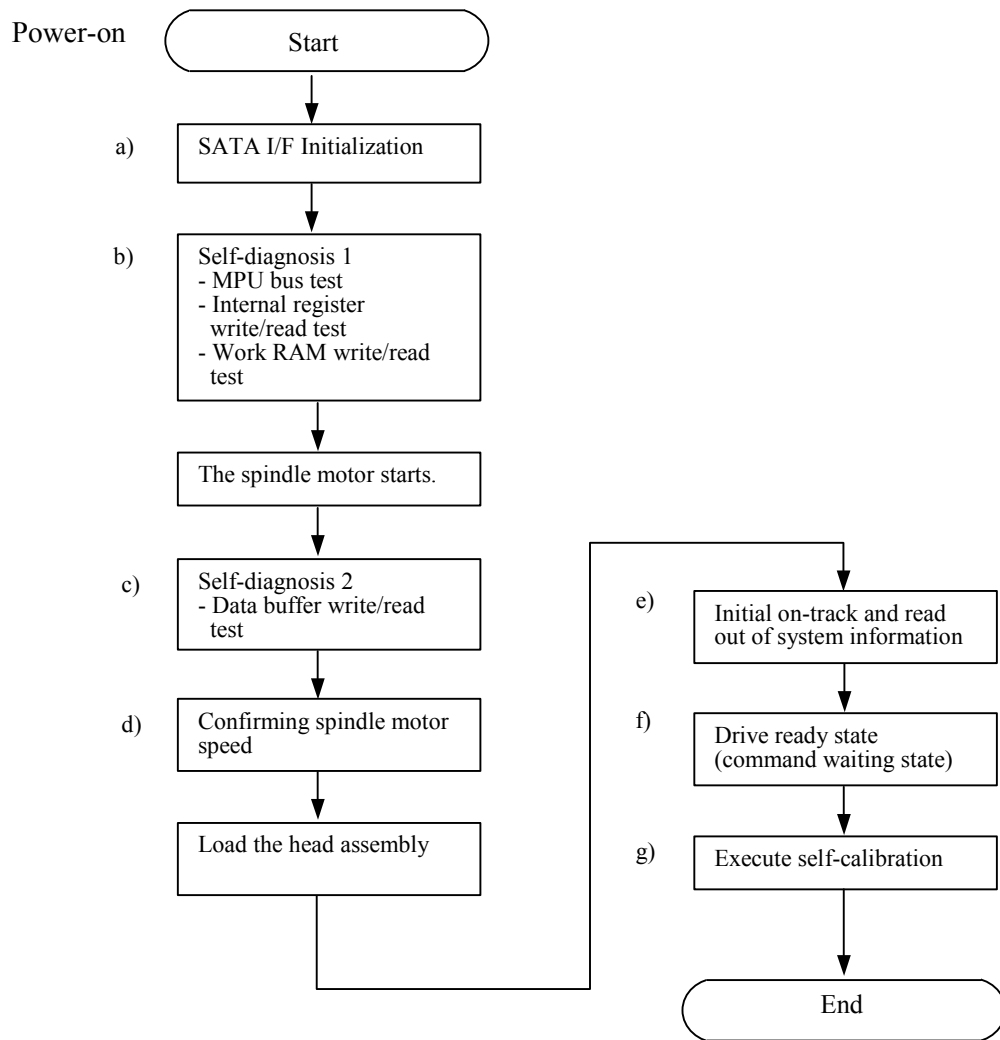 Power-on
Start
a)
SATA I/F Initialization
b)
Self-diagnosis 1
- MPU bus test
- Internal register
write/read test
- Work RAM write/read
test
The spindle motor starts.
c)
Self-diagnosis 2
- Data buffer write/read
test
d)
Confirming spindle motor
speed
Load the head assembly
e)
Initial on-track and read
out of system information
f)
Drive ready state
(command waiting state)
g)
Execute self-calibration
End